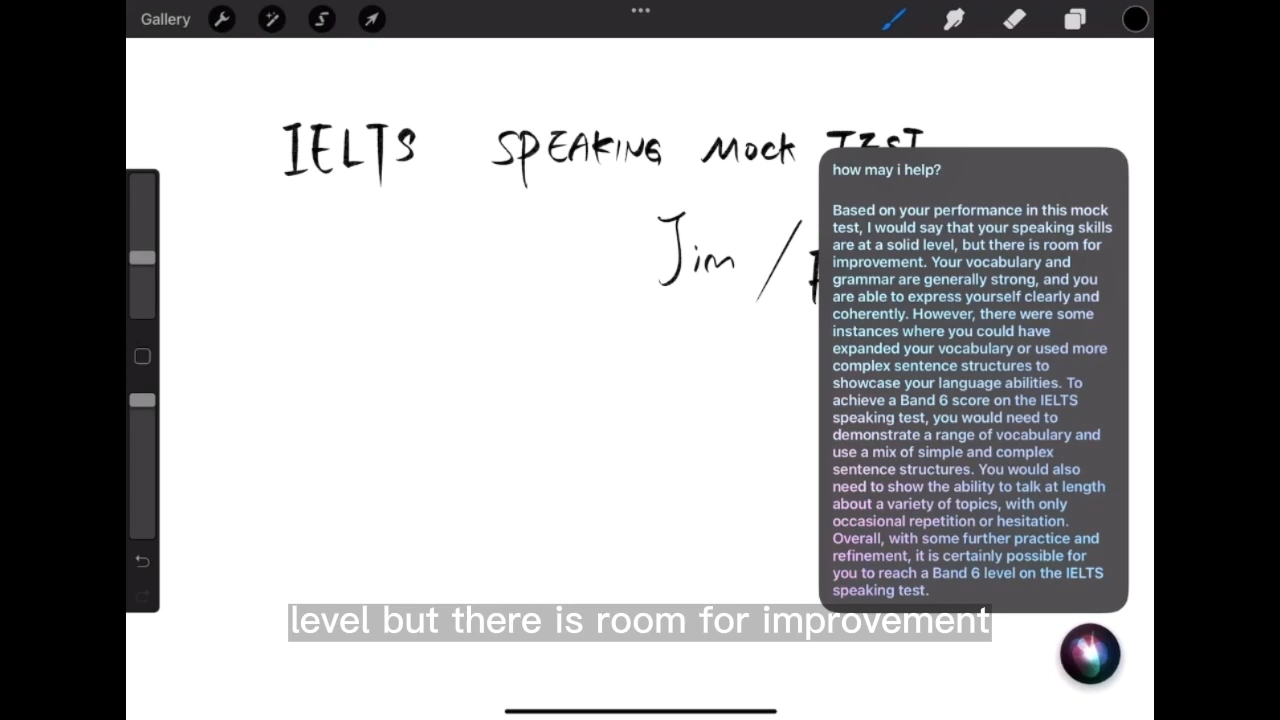 Gallery
IELTS SPEAKING MOCK TEST
Jim /
how may i help?
Based on your performance in this mock
test, I would say that your speaking skills
are at a solid level, but there is room for
improvement. Your vocabulary and
grammar are generally strong, and you
are able to express yourself clearly and
coherently. However, there were some
instances where you could have
expanded your vocabulary or used more
complex sentence structures to
showcase your language abilities. To
achieve a Band 6 score on the IELTS
speaking test, you would need to
demonstrate a range of vocabulary and
use a mix of simple and complex
sentence structures. You would also
need to show the ability to talk at length
about a variety of topics, with only
occasional repetition or hesitation.
Overall, with some further practice and
refinement, it is certainly possible for
you to reach a Band 6 level on the IELTS
speaking test.
level but there is room for improvement